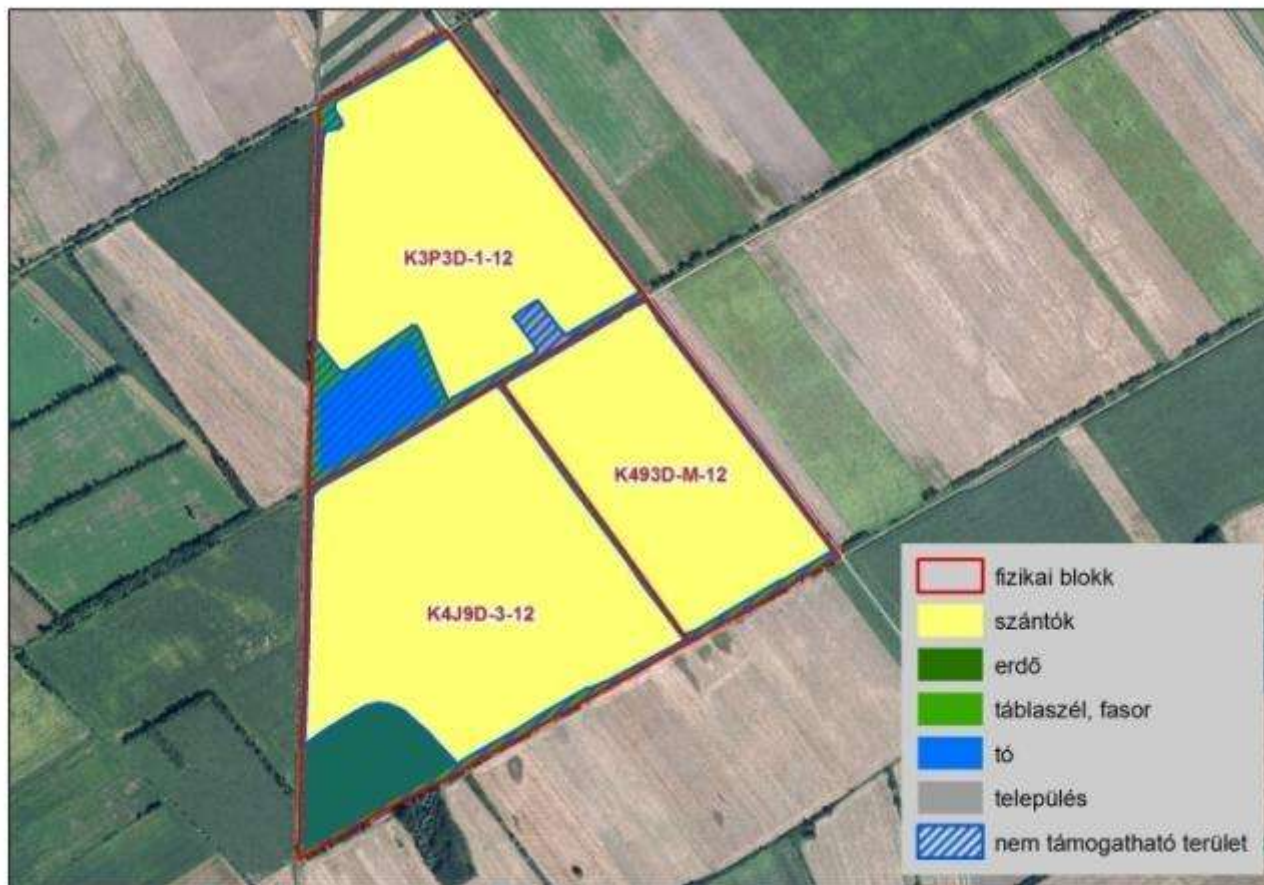 K3P3D-1-12
K493D-M-12
K4J9D-3-12
fizikai blokk
szántók
erdő
táblaszél, fasor
tó
település
nem támogatható terület